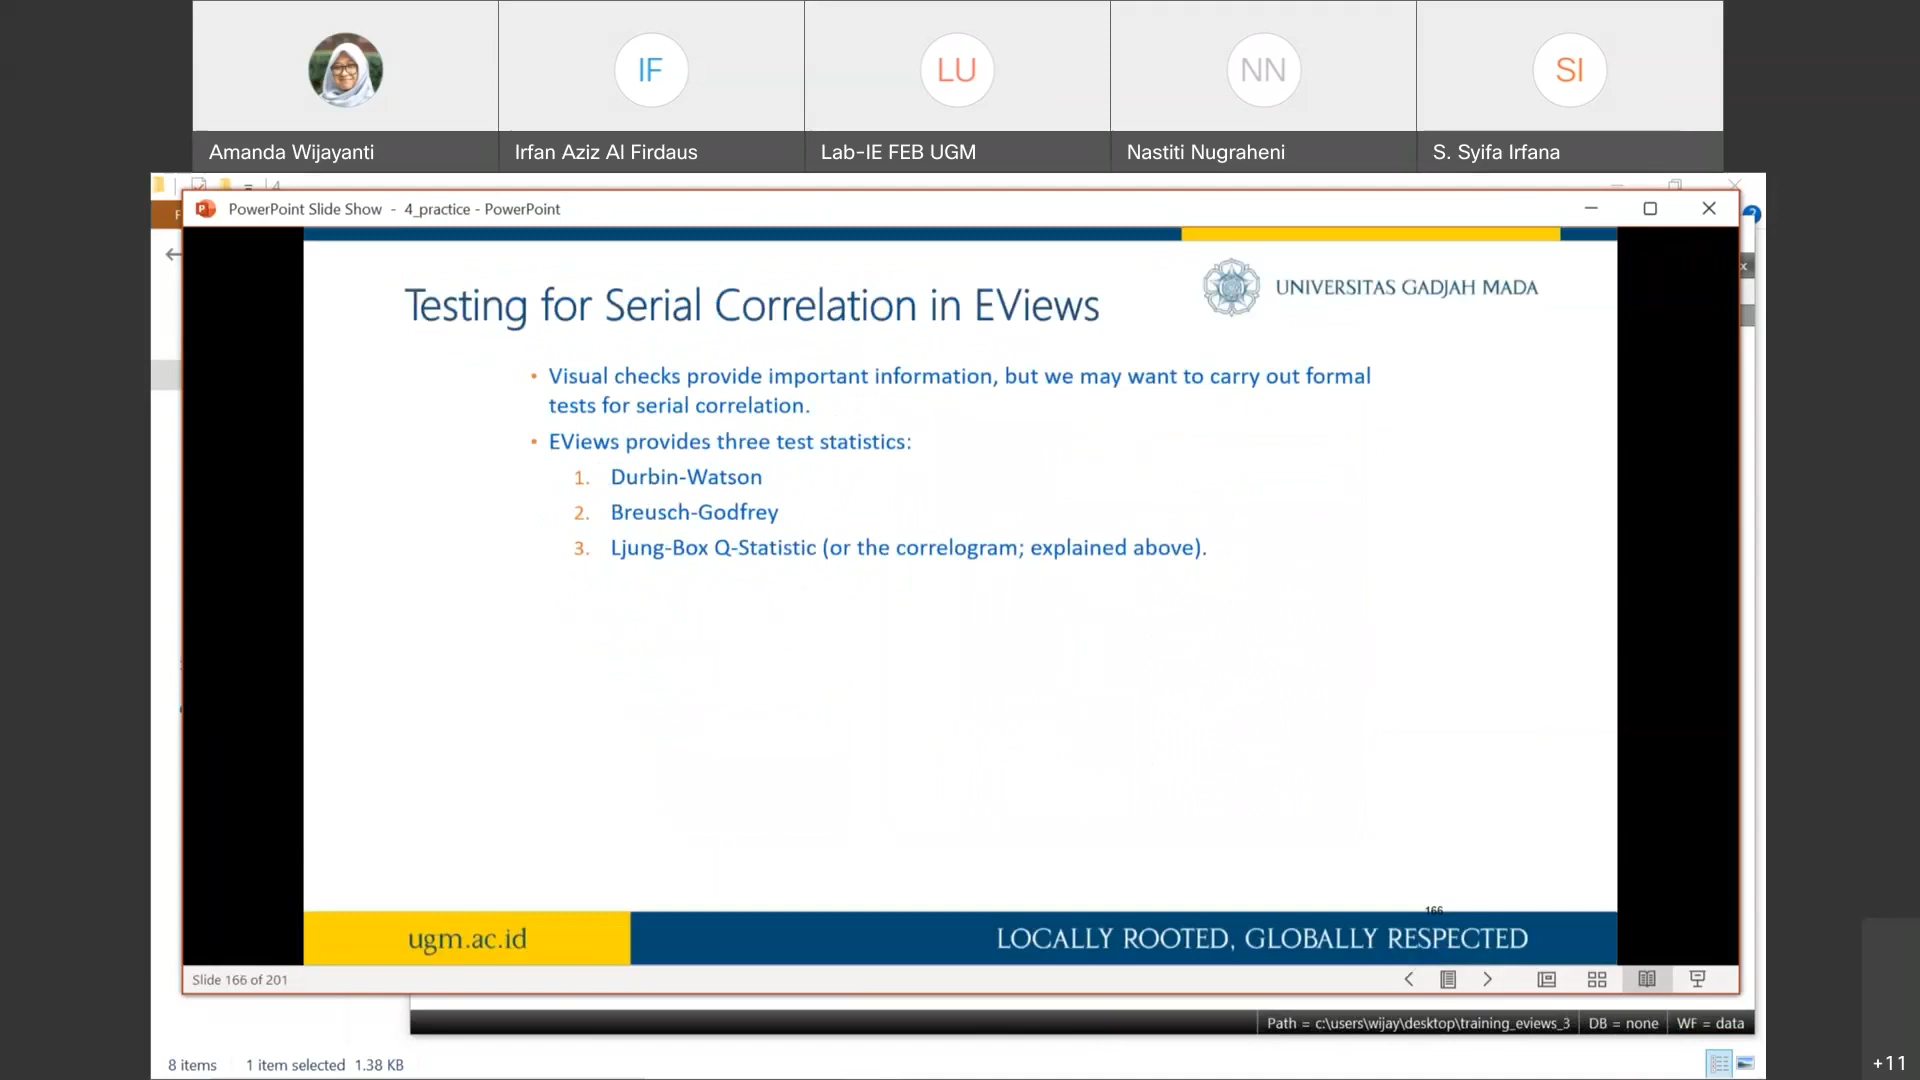 IF
LU
NN
SI
Amanda Wijayanti
Irfan Aziz Al Firdaus
Lab-IE FEB UGM
Nastiti Nugraheni
S. Syifa Irfana
PowerPoint Slide Show - 4_practice - PowerPoint
UNIVERSITAS GADJAH MADA
Testing for Serial Correlation in EViews
• Visual checks provide important information, but we may want to carry out formal
tests for serial correlation.
• EViews provides three test statistics:
1. Durbin-Watson
2. Breusch-Godfrey
3. Ljung-Box Q-Statistic (or the correlogram; explained above).
166
ugm.ac.id
LOCALLY ROOTED, GLOBALLY RESPECTED
Slide 166 of 201
Path = c:\users\wijay\desktop\training_eviews_3
DB = none
WF = data
8 items
1 item selected 1.38 KB
+11